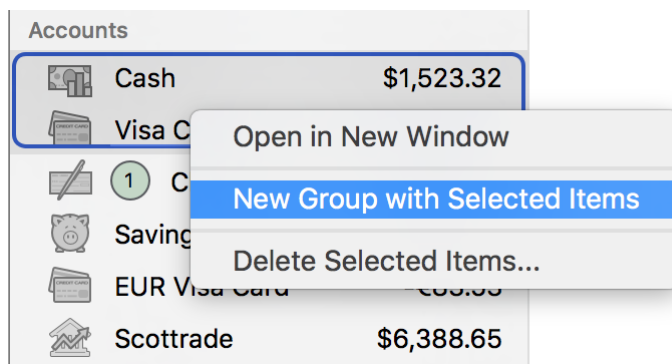 Accounts
Cash $1,523.32
Visa C
Open in New Window
1 C
New Group with Selected Items
Saving
Delete Selected Items...
EUR Visa Card
Scottrade $6,388.65